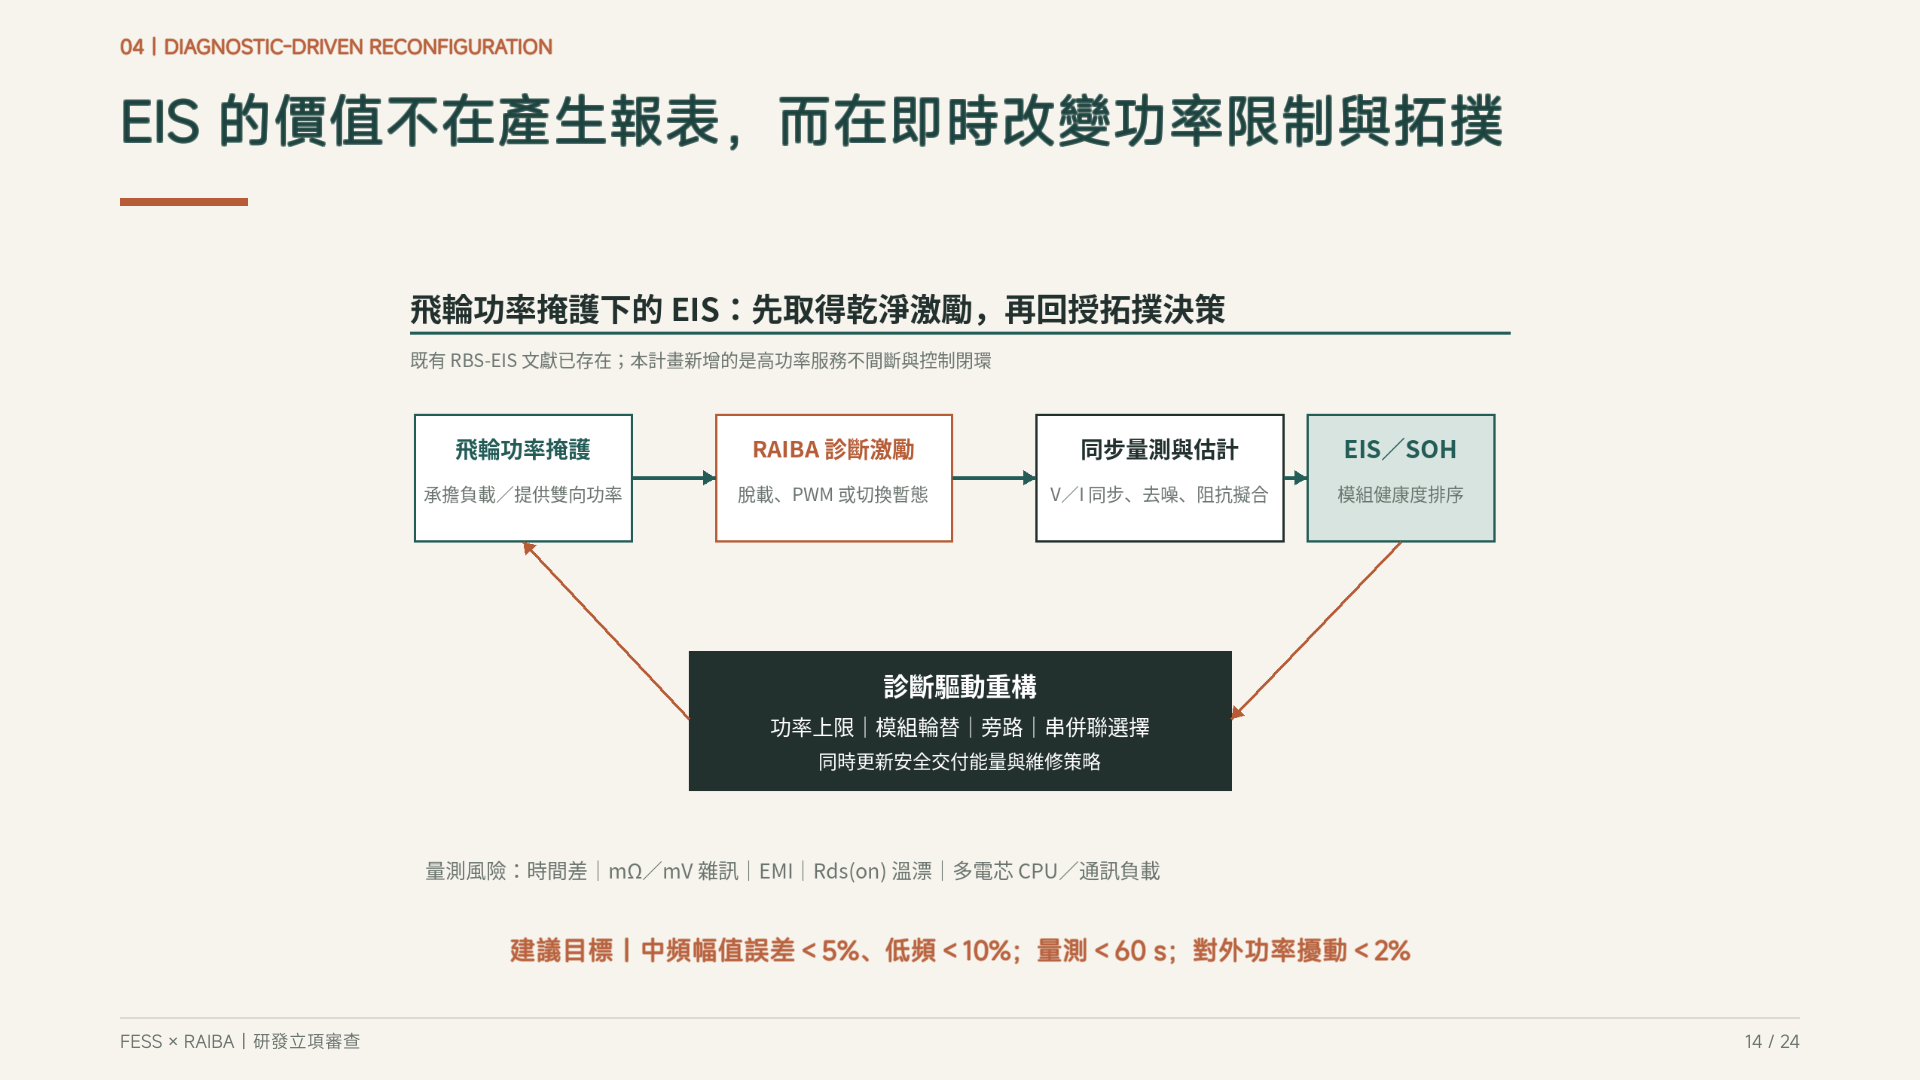 04 | DIAGNOSTIC-DRIVEN RECONFIGURATION
EIS 的價值不在產生報表，而在即時改變功率限制與拓撲
飛輪功率掩護下的 EIS：先取得乾淨激勵，再回授拓撲決策
既有 RBS-EIS 文獻已存在；本計畫新增的是高功率服務不間斷與控制閉環
飛輪功率掩護
承擔負載／提供雙向功率
RAIBA 診斷激勵
脫載、PWM 或切換暫態
同步量測與估計
V／I 同步、去噪、阻抗擬合
EIS／SOH
模組健康度排序
診斷驅動重構
功率上限｜模組輪替｜旁路｜串併聯選擇
同時更新安全交付能量與維修策略
量測風險：時間差｜mΩ／mV 雜訊｜EMI｜Rds(on) 溫漂｜多電芯 CPU／通訊負載
建議目標｜中頻幅值誤差 < 5%、低頻 < 10%；量測 < 60 s；對外功率擾動 < 2%
FESS × RAIBA｜研發立項審查
14 / 24